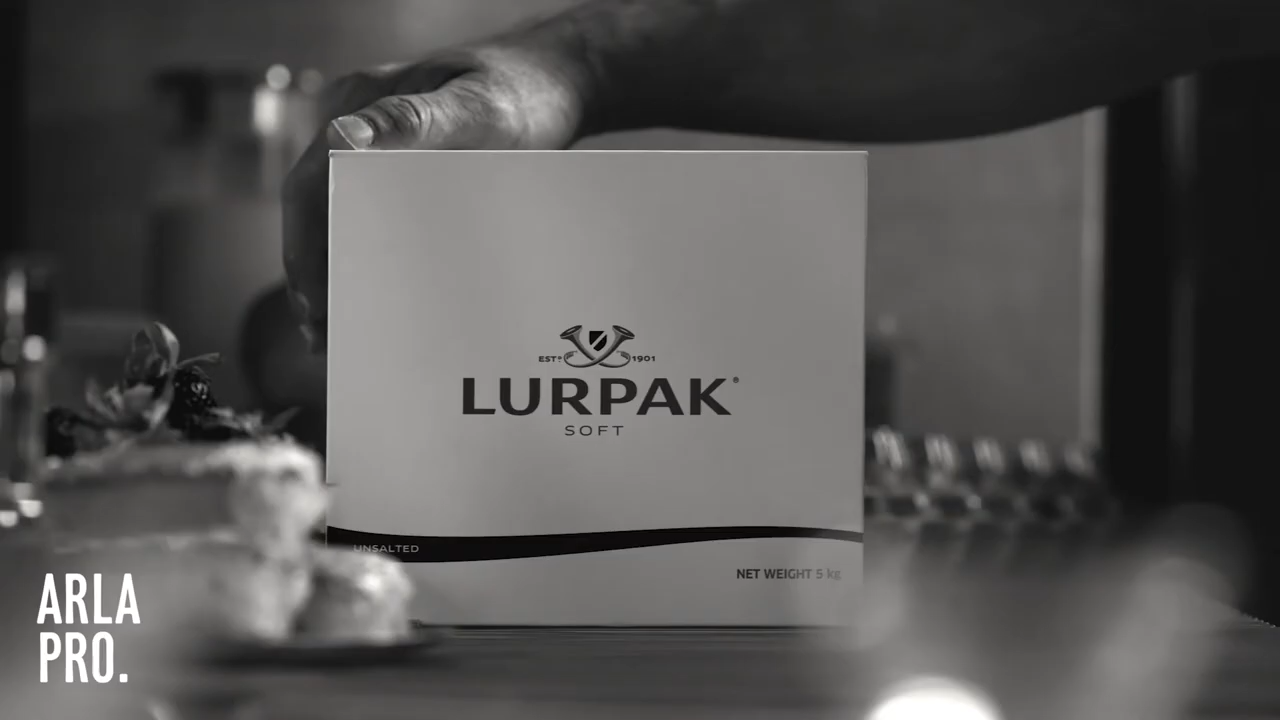 EST? 1901
LURPAK®
SOFT
UNSALTED
NET WEIGHT 5 kg
ARLA
PRO.